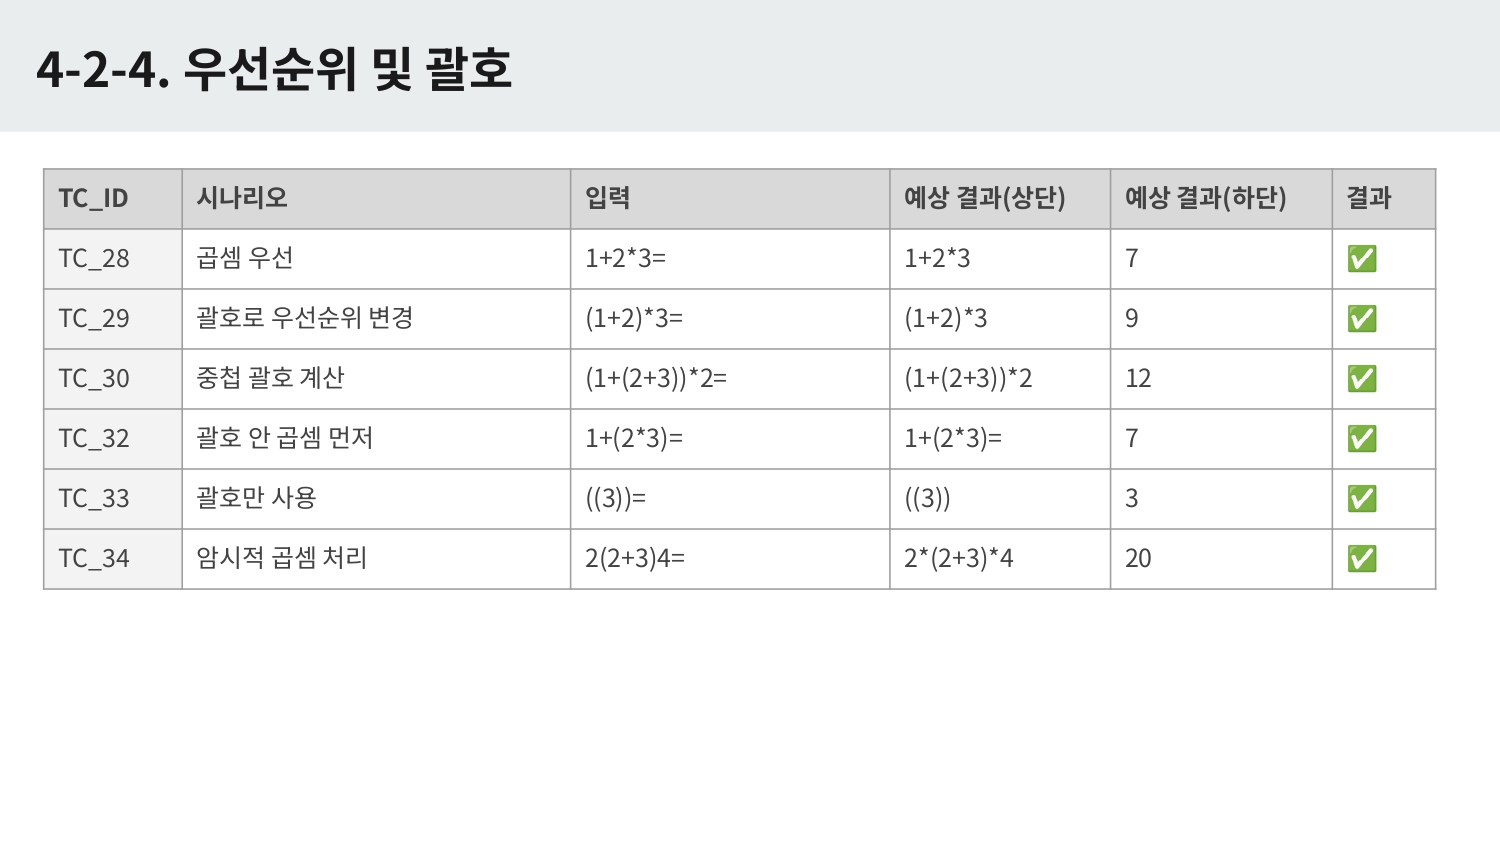 4-2-4. 우선순위 및 괄호
TC_ID 시나리오 입력 예상 결과(상단) 예상 결과(하단) 결과
TC_28 곱셈 우선 1+2*3= 1+2*3 7 ✅
TC_29 괄호로 우선순위 변경 (1+2)*3= (1+2)*3 9 ✅
TC_30 중첩 괄호 계산 (1+(2+3))*2= (1+(2+3))*2 12 ✅
TC_32 괄호 안 곱셈 먼저 1+(2*3)= 1+(2*3)= 7 ✅
TC_33 괄호만 사용 ((3))= ((3)) 3 ✅
TC_34 암시적 곱셈 처리 2(2+3)4= 2*(2+3)*4 20 ✅